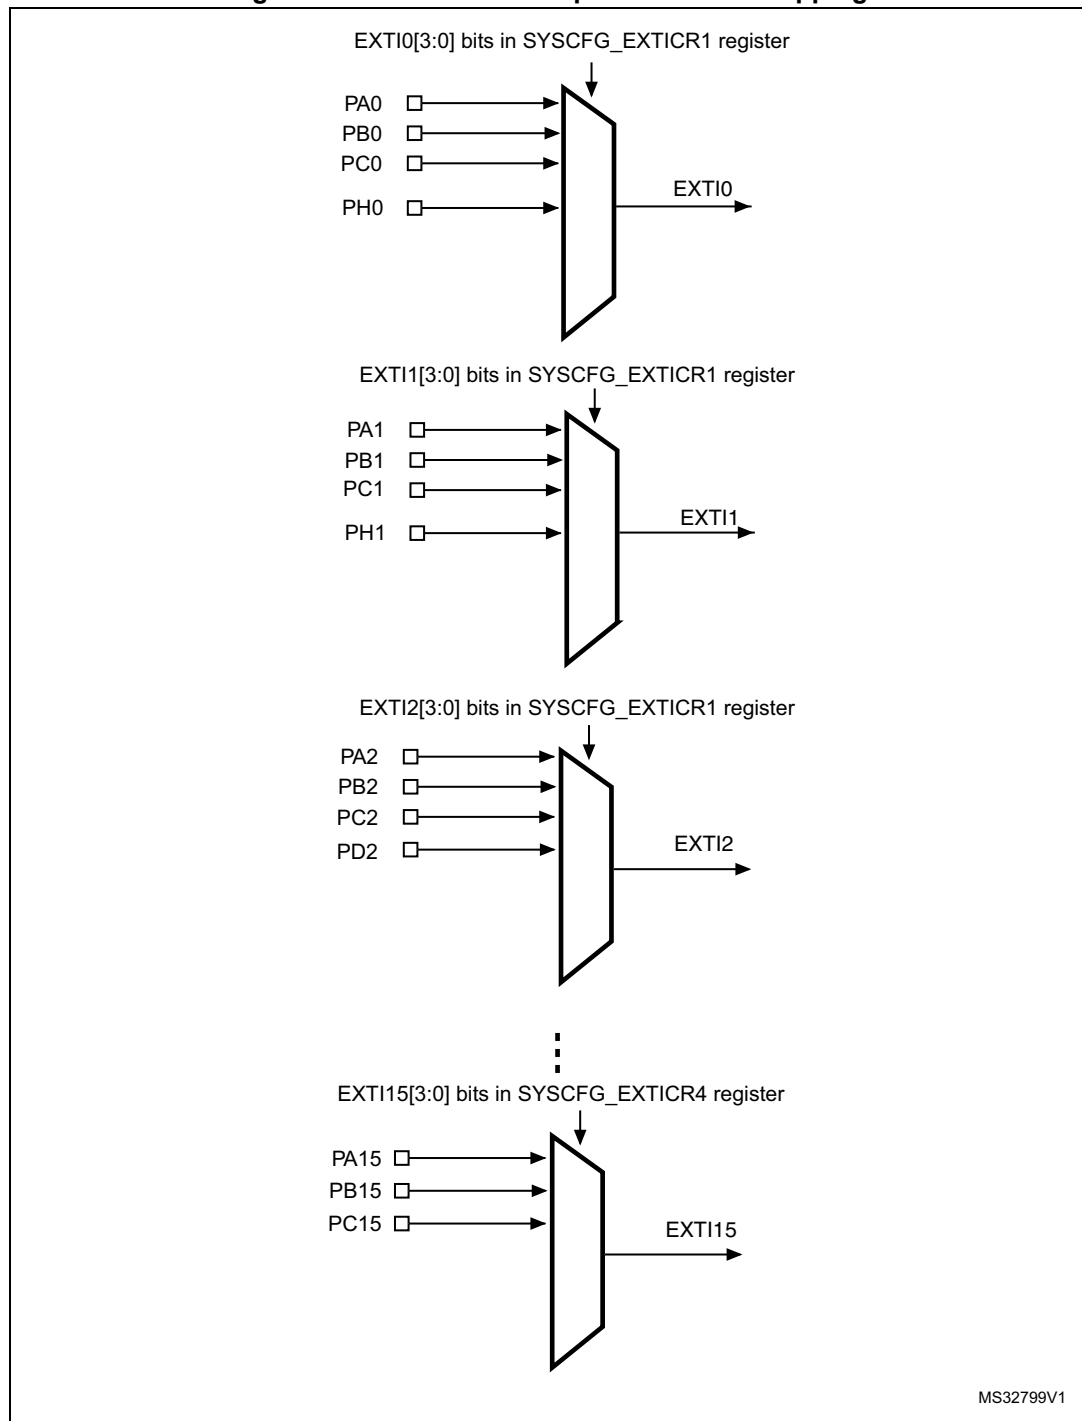 EXTI0[3:0] bits in SYSCFG_EXTICR1 register
PA0
PB0
PC0
PH0
EXTI0
EXTI1[3:0] bits in SYSCFG_EXTICR1 register
PA1
PB1
PC1
PH1
EXTI1
EXTI2[3:0] bits in SYSCFG_EXTICR1 register
PA2
PB2
PC2
PD2
EXTI2
EXTI15[3:0] bits in SYSCFG_EXTICR4 register
PA15
PB15
PC15
EXTI15
MS32799V1